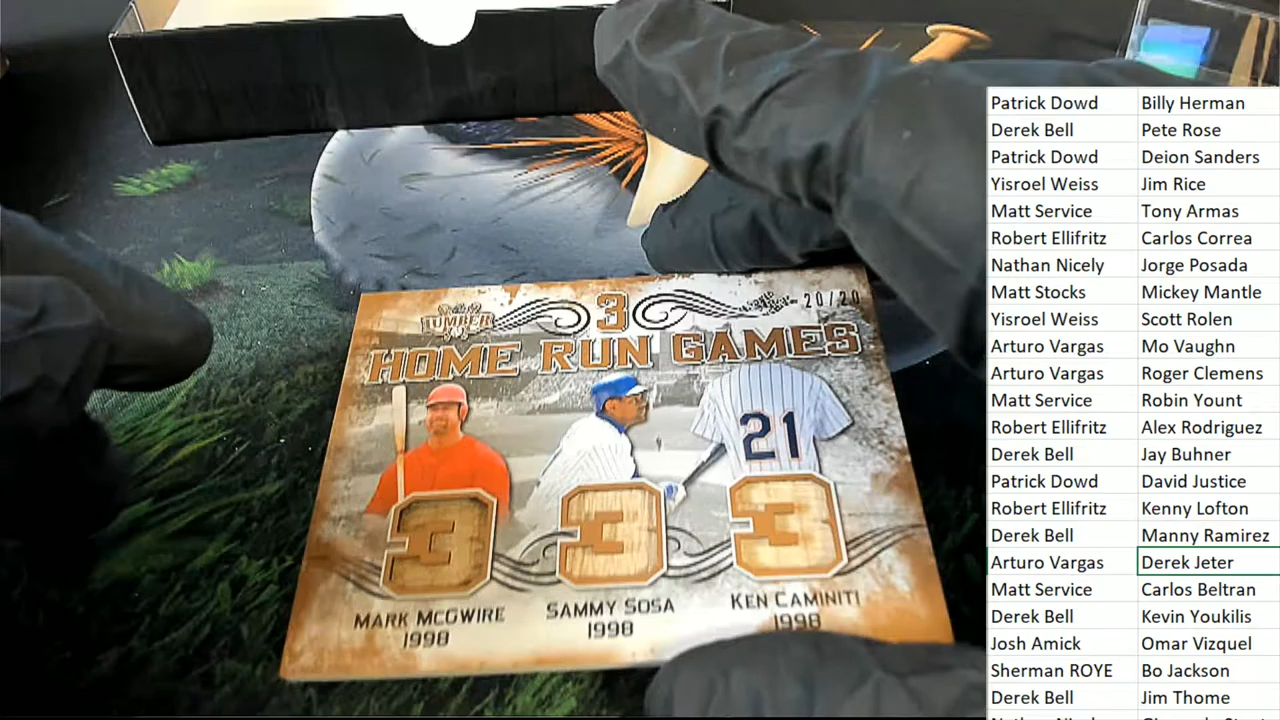 LUMBER
3
20/20
HOME RUN GAMES
21
3 3 3
MARK McGWIRE
1998
SAMMY SOSA
1998
KEN CAMINITI
1998
Patrick Dowd Billy Herman
Derek Bell Pete Rose
Patrick Dowd Deion Sanders
Yisroel Weiss Jim Rice
Matt Service Tony Armas
Robert Ellifritz Carlos Correa
Nathan Nicely Jorge Posada
Matt Stocks Mickey Mantle
Yisroel Weiss Scott Rolen
Arturo Vargas Mo Vaughn
Arturo Vargas Roger Clemens
Matt Service Robin Yount
Robert Ellifritz Alex Rodriguez
Derek Bell Jay Buhner
Patrick Dowd David Justice
Robert Ellifritz Kenny Lofton
Derek Bell Manny Ramirez
Arturo Vargas Derek Jeter
Matt Service Carlos Beltran
Derek Bell Kevin Youkilis
Josh Amick Omar Vizquel
Sherman ROYE Bo Jackson
Derek Bell Jim Thome